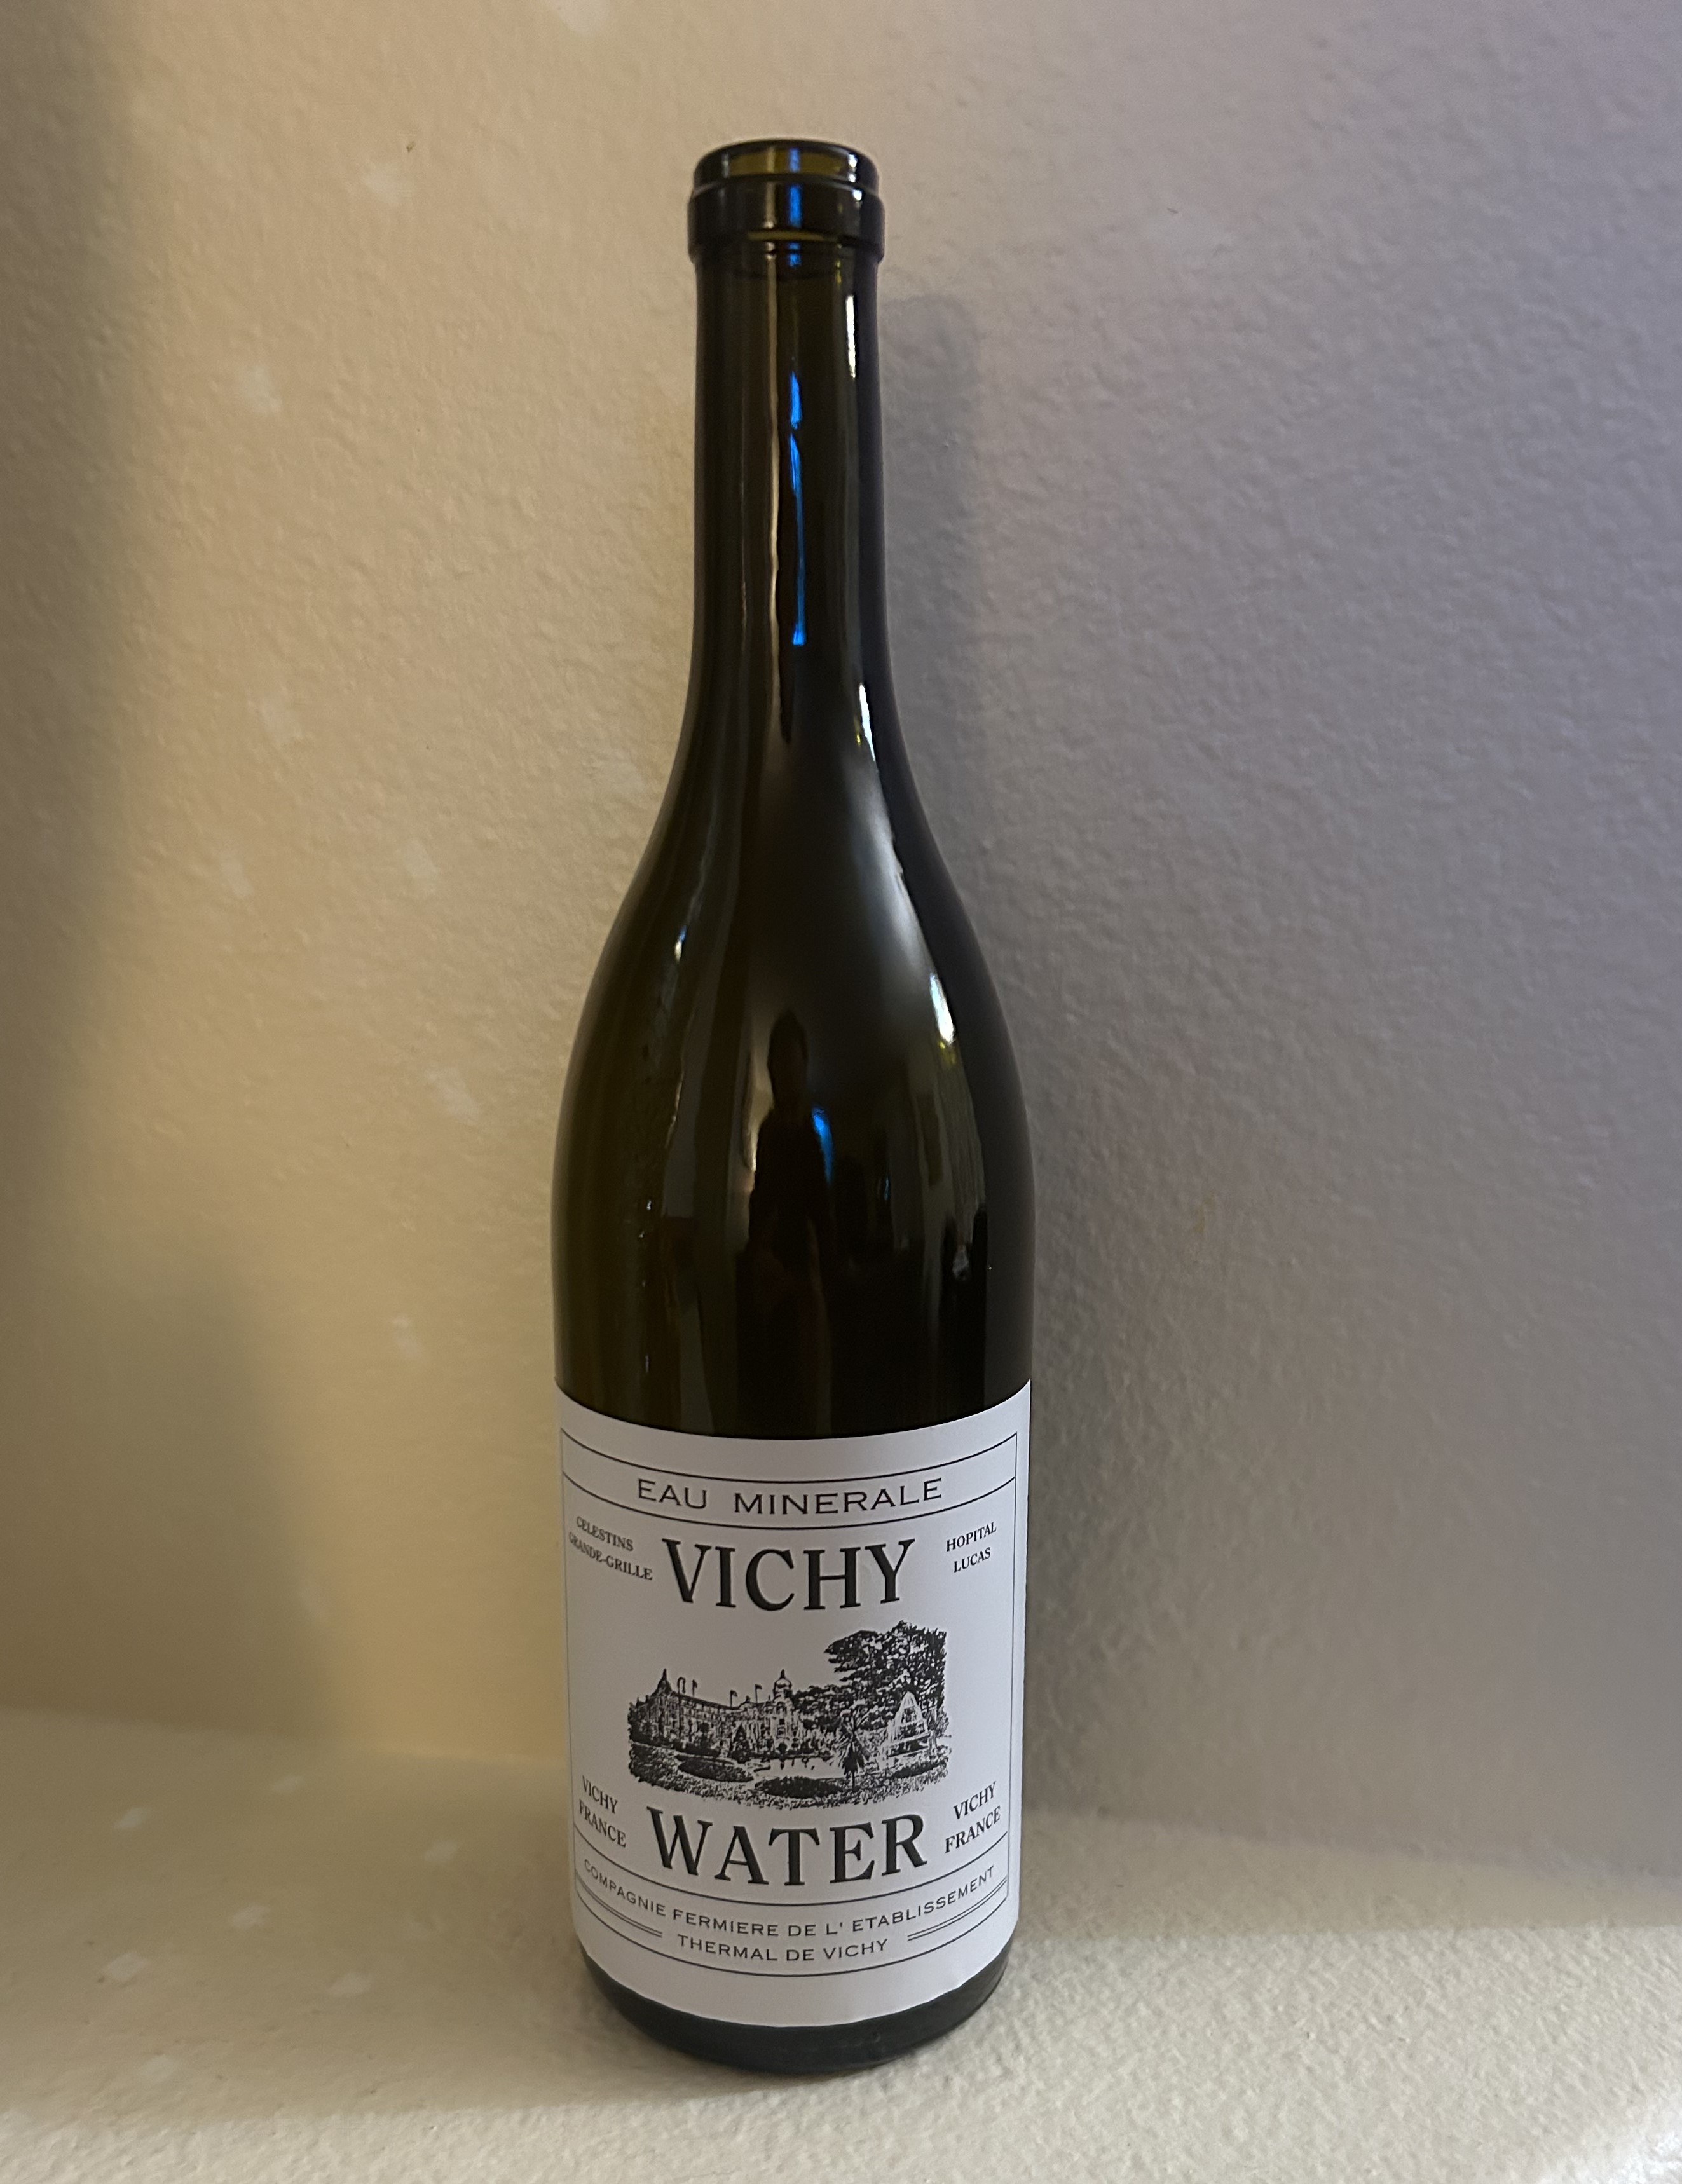 EAU MINERALE
CELESTINS
GRANDE-GRILLE
VICHY
HOPITAL
LUCAS
VICHY
FRANCE
WATER
VICHY
FRANCE
COMPAGNIE FERMIERE DE L' ETABLISSEMENT
THERMAL DE VICHY